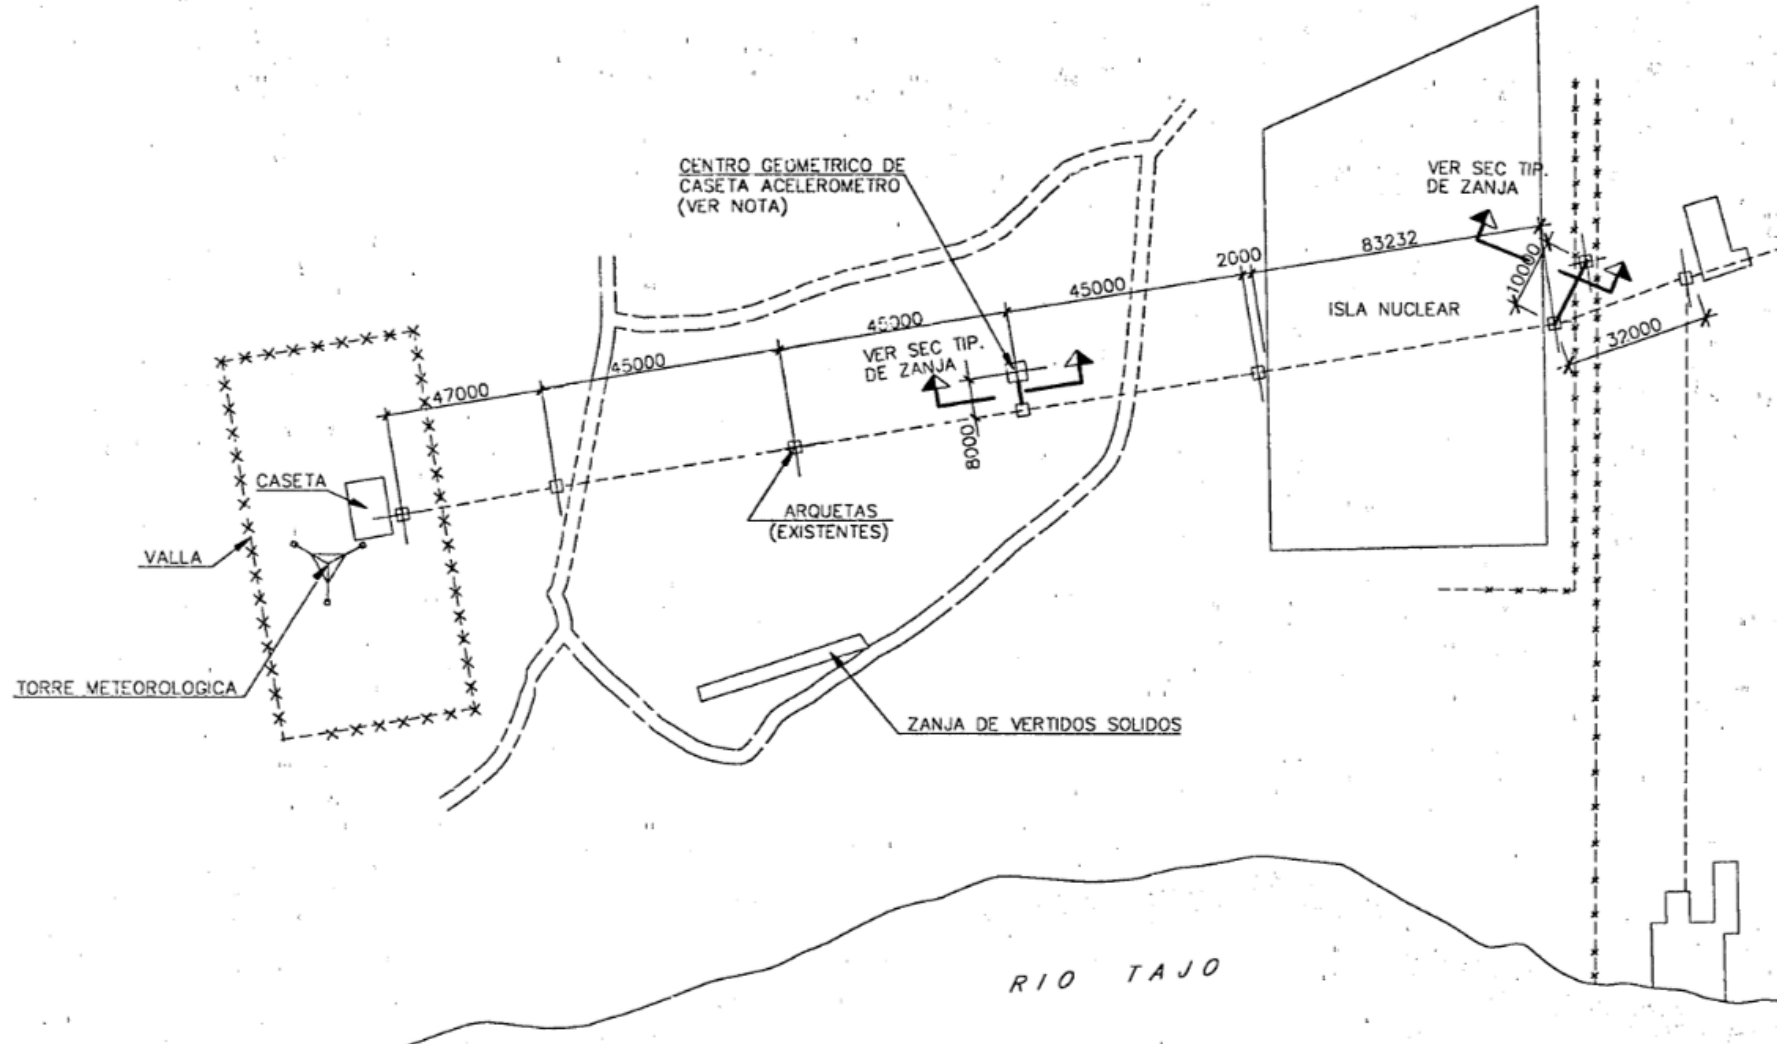 CENTRO GEOMETRICO DE
CASETA ACELEROMETRO
(VER NOTA)
VER SEC TIP.
DE ZANJA
83232
2000
10000
45000
ISLA NUCLEAR
32000
45000
VER SEC TIP.
DE ZANJA
45000
47000
8000
CASETA
ARQUETAS
(EXISTENTES)
VALLA
TORRE METEOROLOGICA
ZANJA DE VERTIDOS SOLIDOS
RIO TAJO